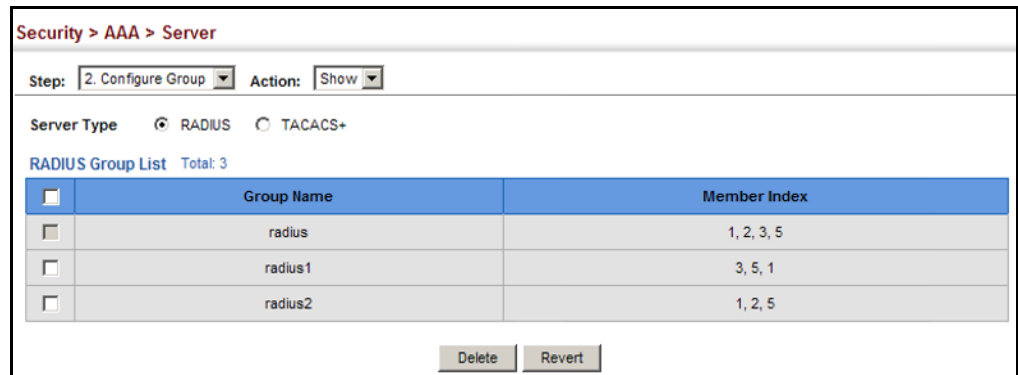 Security > AAA > Server
Step: 2. Configure Group Action: Show
Server Type RADIUS TACACS+
RADIUS Group List Total: 3
Group Name Member Index
radius 1, 2, 3, 5
radius1 3, 5, 1
radius2 1, 2, 5
Delete Revert